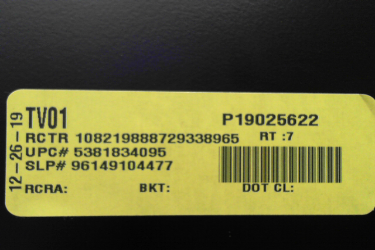 12-26-19
TV01
P19025622
RCTR 108219888729338965 RT :7
UPC# 5381834095
SLP# 96149104477
RCRA: BKT: DOT CL: